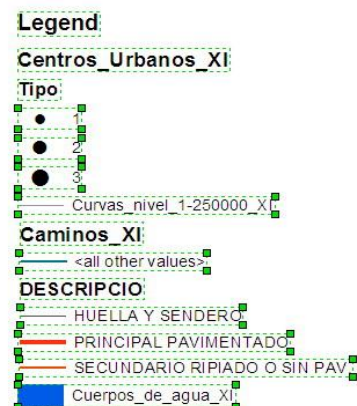 Legend
Centros_Urbanos_XI
Tipo
1
2
3
Curvas_nivel_1-250000_XI
Caminos_XI
<all other values>
DESCRIPCIO
HUELLA Y SENDERO
PRINCIPAL PAVIMENTADO
SECUNDARIO RIPIADO O SIN PAV
Cuerpos_de_agua_XI